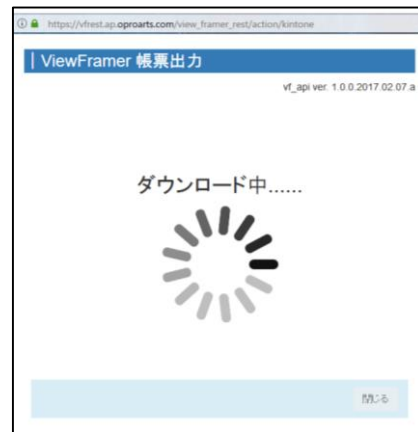 https://vfrest.ap.oproarts.com/view_framer_rest/action/kintone
ViewFramer 帳票出力
vf_api ver. 1.0.0.2017.02.07.a
ダウンロード中......
閉じる